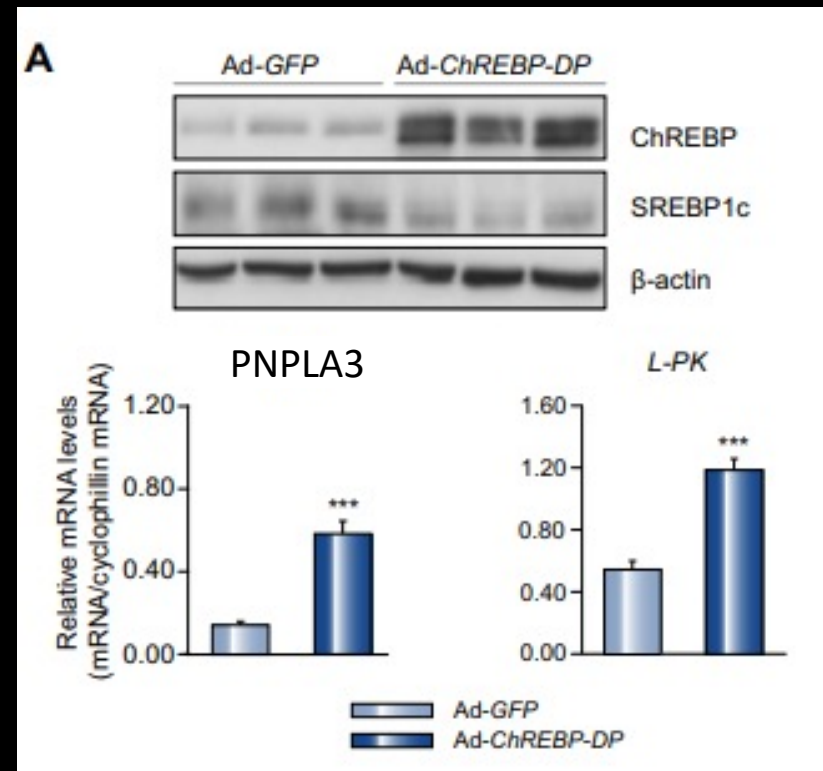 A
Ad-GFP Ad-ChREBP-DP
ChREBP
SREBP1c
β-actin
PNPLA3
L-PK
Relative mRNA levels
(mRNA/cyclophillin mRNA)
1.20
0.80
0.40
0.00
***
1.60
1.20
0.80
0.40
0.00
***
Ad-GFP
Ad-ChREBP-DP